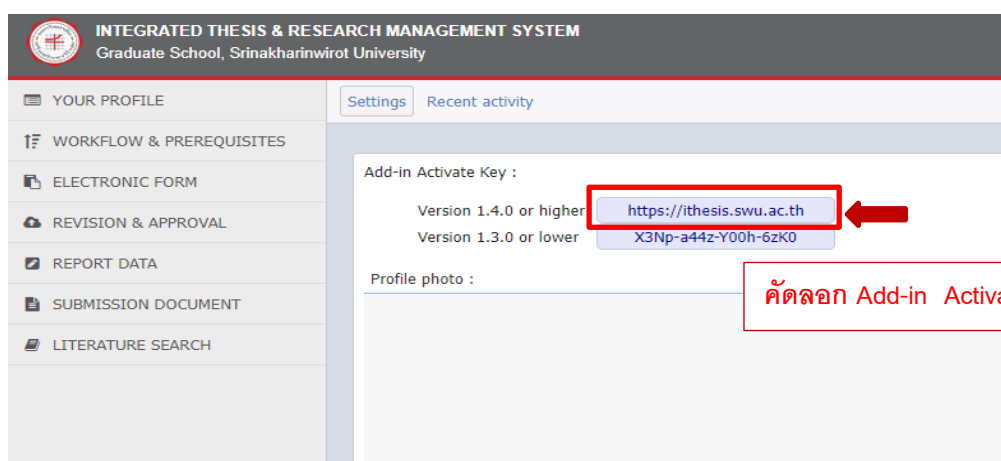 INTEGRATED THESIS & RESEARCH MANAGEMENT SYSTEM
Graduate School, Srinakharinwirot University
YOUR PROFILE
WORKFLOW & PREREQUISITES
ELECTRONIC FORM
REVISION & APPROVAL
REPORT DATA
SUBMISSION DOCUMENT
LITERATURE SEARCH
Settings Recent activity
Add-in Activate Key :
Version 1.4.0 or higher https://ithesis.swu.ac.th
Version 1.3.0 or lower X3Np-a44z-Y00h-6zK0
Profile photo :
คัดลอก Add-in Activa